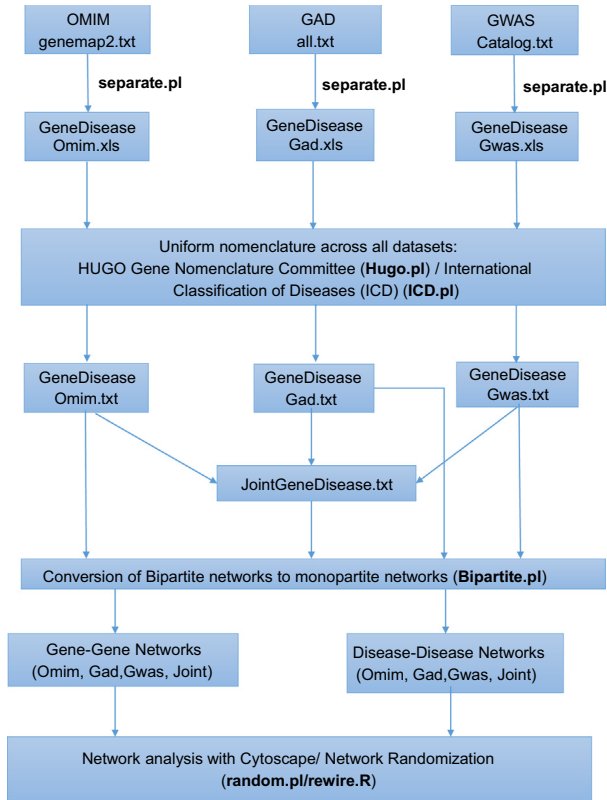 OMIM
genemap2.txt
GAD
all.txt
GWAS
Catalog.txt
separate.pl
separate.pl
separate.pl
GeneDisease
Omim.xls
GeneDisease
Gad.xls
GeneDisease
Gwas.xls
Uniform nomenclature across all datasets:
HUGO Gene Nomenclature Committee (Hugo.pl) / International
Classification of Diseases (ICD) (ICD.pl)
GeneDisease
Omim.txt
GeneDisease
Gad.txt
GeneDisease
Gwas.txt
JointGeneDisease.txt
Conversion of Bipartite networks to monopartite networks (Bipartite.pl)
Gene-Gene Networks
(Omim, Gad,Gwas, Joint)
Disease-Disease Networks
(Omim, Gad,Gwas, Joint)
Network analysis with Cytoscape/ Network Randomization
(random.pl/rewire.R)